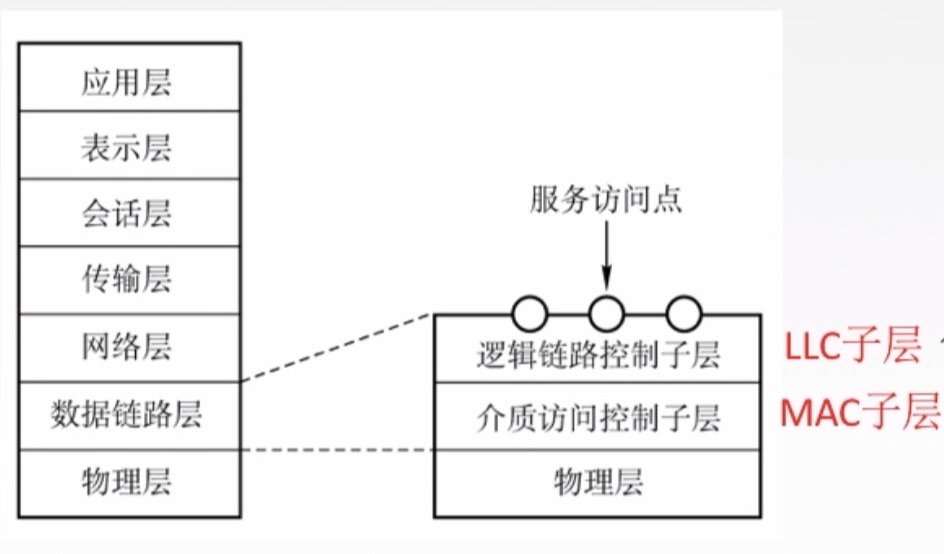 应用层
表示层
会话层
传输层
网络层
数据链路层
物理层
服务访问点
逻辑链路控制子层
LLC子层
介质访问控制子层
MAC子层
物理层